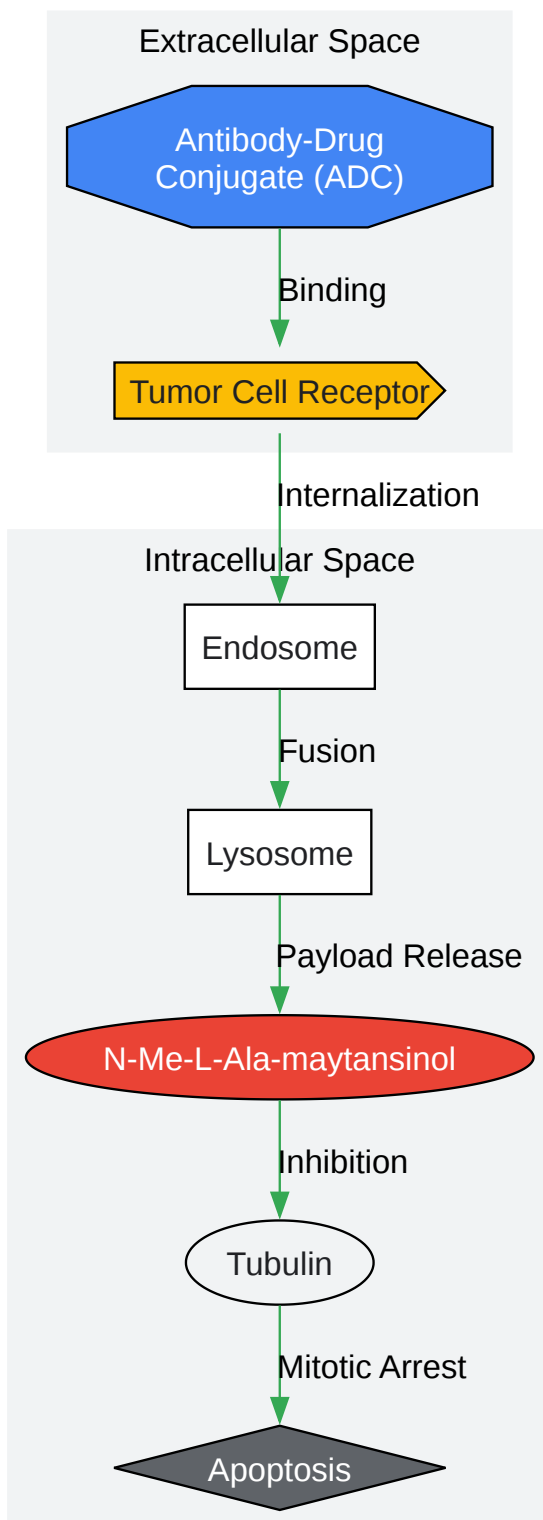 Extracellular Space
Antibody-Drug
Conjugate (ADC)
Binding
Tumor Cell Receptor
Internalization
Intracellular Space
Endosome
Fusion
Lysosome
Payload Release
N-Me-L-Ala-maytansinol
Inhibition
Tubulin
Mitotic Arrest
Apoptosis